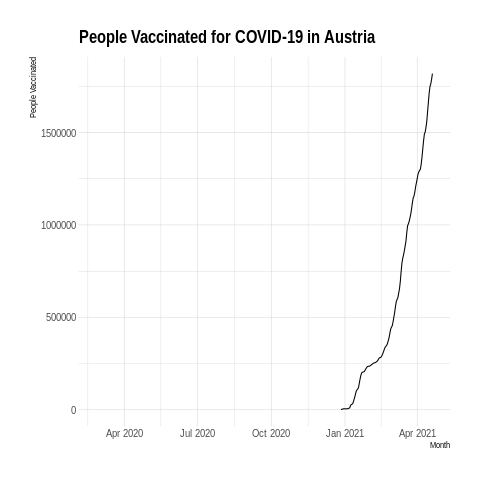 People Vaccinated for COVID-19 in Austria
People Vaccinated
1500000
1000000
500000
0
Apr 2020 Jul 2020 Oct 2020 Jan 2021 Apr 2021
Month